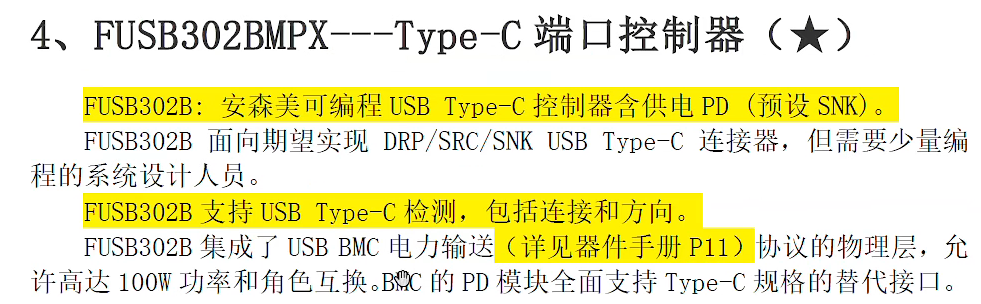 4、FUSB302BMPX---Type-C 端口控制器（★）
FUSB302B: 安森美可编程 USB Type-C 控制器含供电 PD (预设 SNK)。
FUSB302B 面向期望实现 DRP/SRC/SNK USB Type-C 连接器，但需要少量编
程的系统设计人员。
FUSB302B 支持 USB Type-C 检测，包括连接和方向。
FUSB302B 集成了 USB BMC 电力输送（详见器件手册 P11）协议的物理层，允
许高达 100W 功率和角色互换。BMC 的 PD 模块全面支持 Type-C 规格的替代接口。